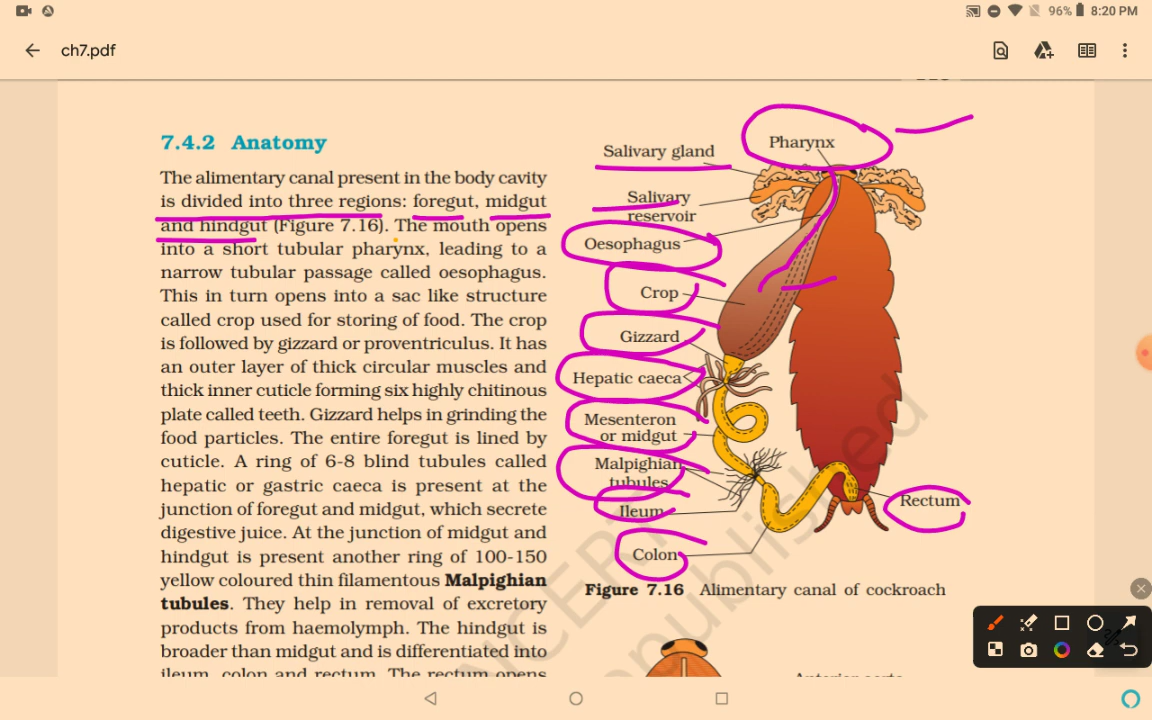 96% 8:20 PM
ch7.pdf
7.4.2 Anatomy
The alimentary canal present in the body cavity
is divided into three regions: foregut, midgut
and hindgut (Figure 7.16). The mouth opens
into a short tubular pharynx, leading to a
narrow tubular passage called oesophagus.
This in turn opens into a sac like structure
called crop used for storing of food. The crop
is followed by gizzard or proventriculus. It has
an outer layer of thick circular muscles and
thick inner cuticle forming six highly chitinous
plate called teeth. Gizzard helps in grinding the
food particles. The entire foregut is lined by
cuticle. A ring of 6-8 blind tubules called
hepatic or gastric caeca is present at the
junction of foregut and midgut, which secrete
digestive juice. At the junction of midgut and
hindgut is present another ring of 100-150
yellow coloured thin filamentous Malpighian
tubules. They help in removal of excretory
products from haemolymph. The hindgut is
broader than midgut and is differentiated into
ileum, colon and rectum. The rectum opens
Pharynx
Salivary gland
Salivary
reservoir
Oesophagus
Crop
Gizzard
Hepatic caeca
Mesenteron
or midgut
Malpighian
tubules
Ileum
Colon
Rectum
Figure 7.16 Alimentary canal of cockroach